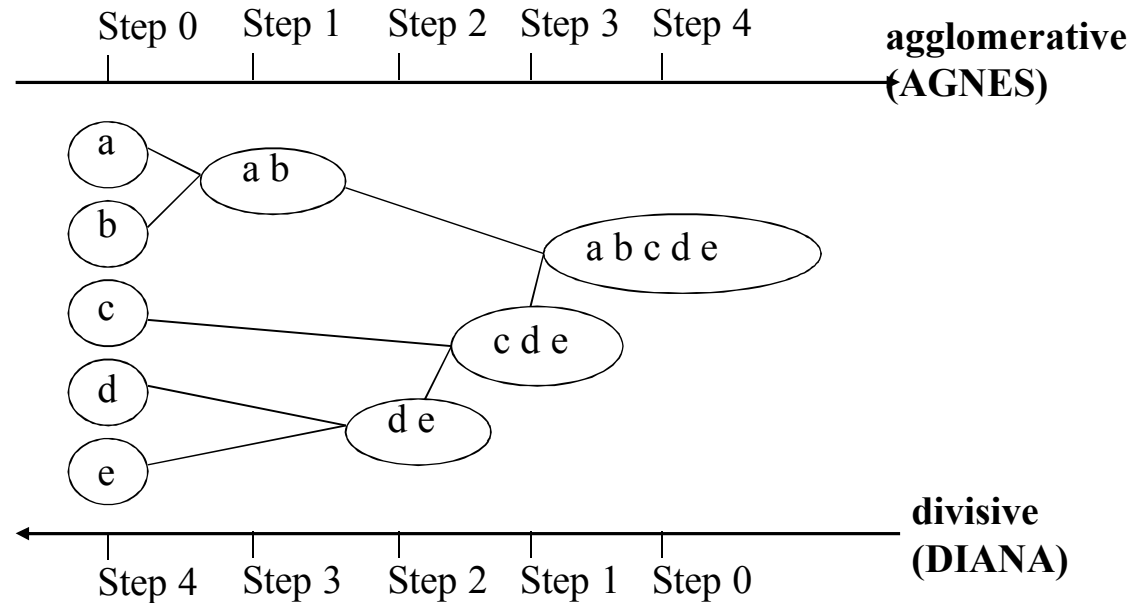 Step 0 Step 1 Step 2 Step 3 Step 4
agglomerative
(AGNES)
a
a b
b
a b c d e
c
c d e
d
d e
e
divisive
(DIANA)
Step 4 Step 3 Step 2 Step 1 Step 0